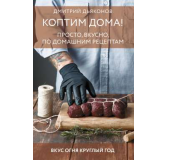 ДМИТРИЙ ДЬЯКОНОВ
КОПТИМ ДОМА!
ПРОСТО, ВКУСНО,
ПО ДОМАШНИМ РЕЦЕПТАМ
ВКУС ОГНЯ КРУГЛЫЙ ГОД